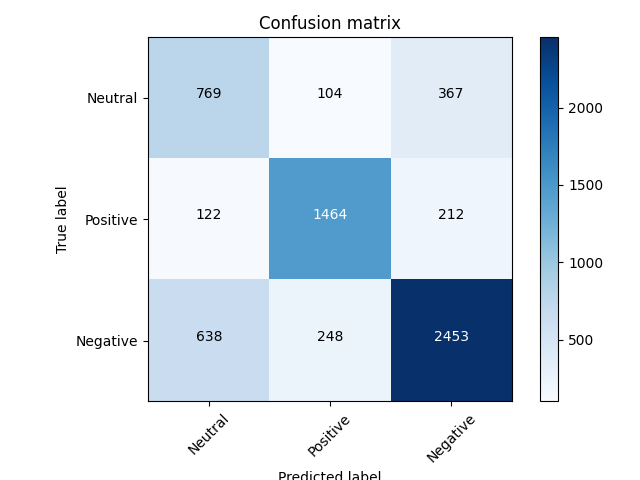 Confusion matrix
Neutral 769 104 367
Positive 122 1464 212
Negative 638 248 2453
Neutral Positive Negative
Predicted label
True label
2000
1500
1000
500